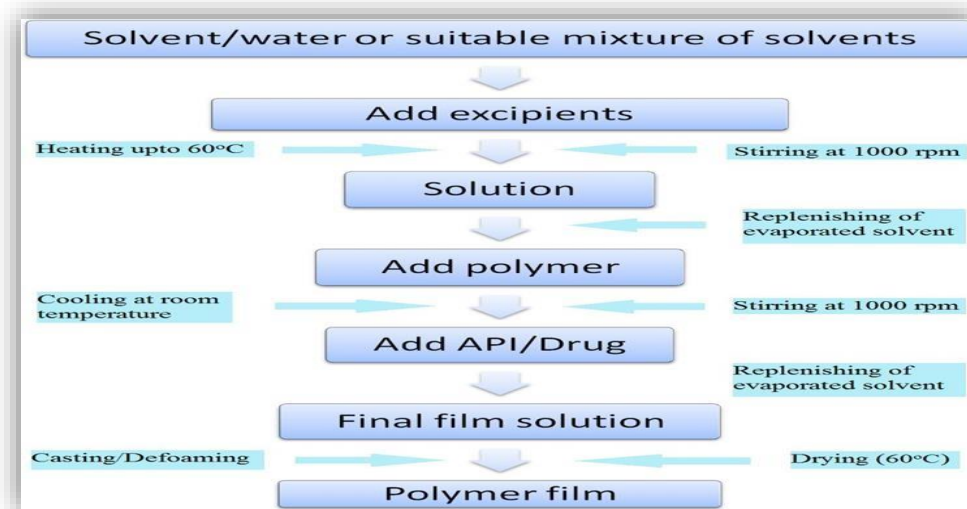 Solvent/water or suitable mixture of solvents
Add excipients
Heating upto 60°C
Stirring at 1000 rpm
Solution
Replenishing of
evaporated solvent
Add polymer
Cooling at room
temperature
Stirring at 1000 rpm
Add API/Drug
Replenishing of
evaporated solvent
Final film solution
Casting/Defoaming
Drying (60°C)
Polymer film